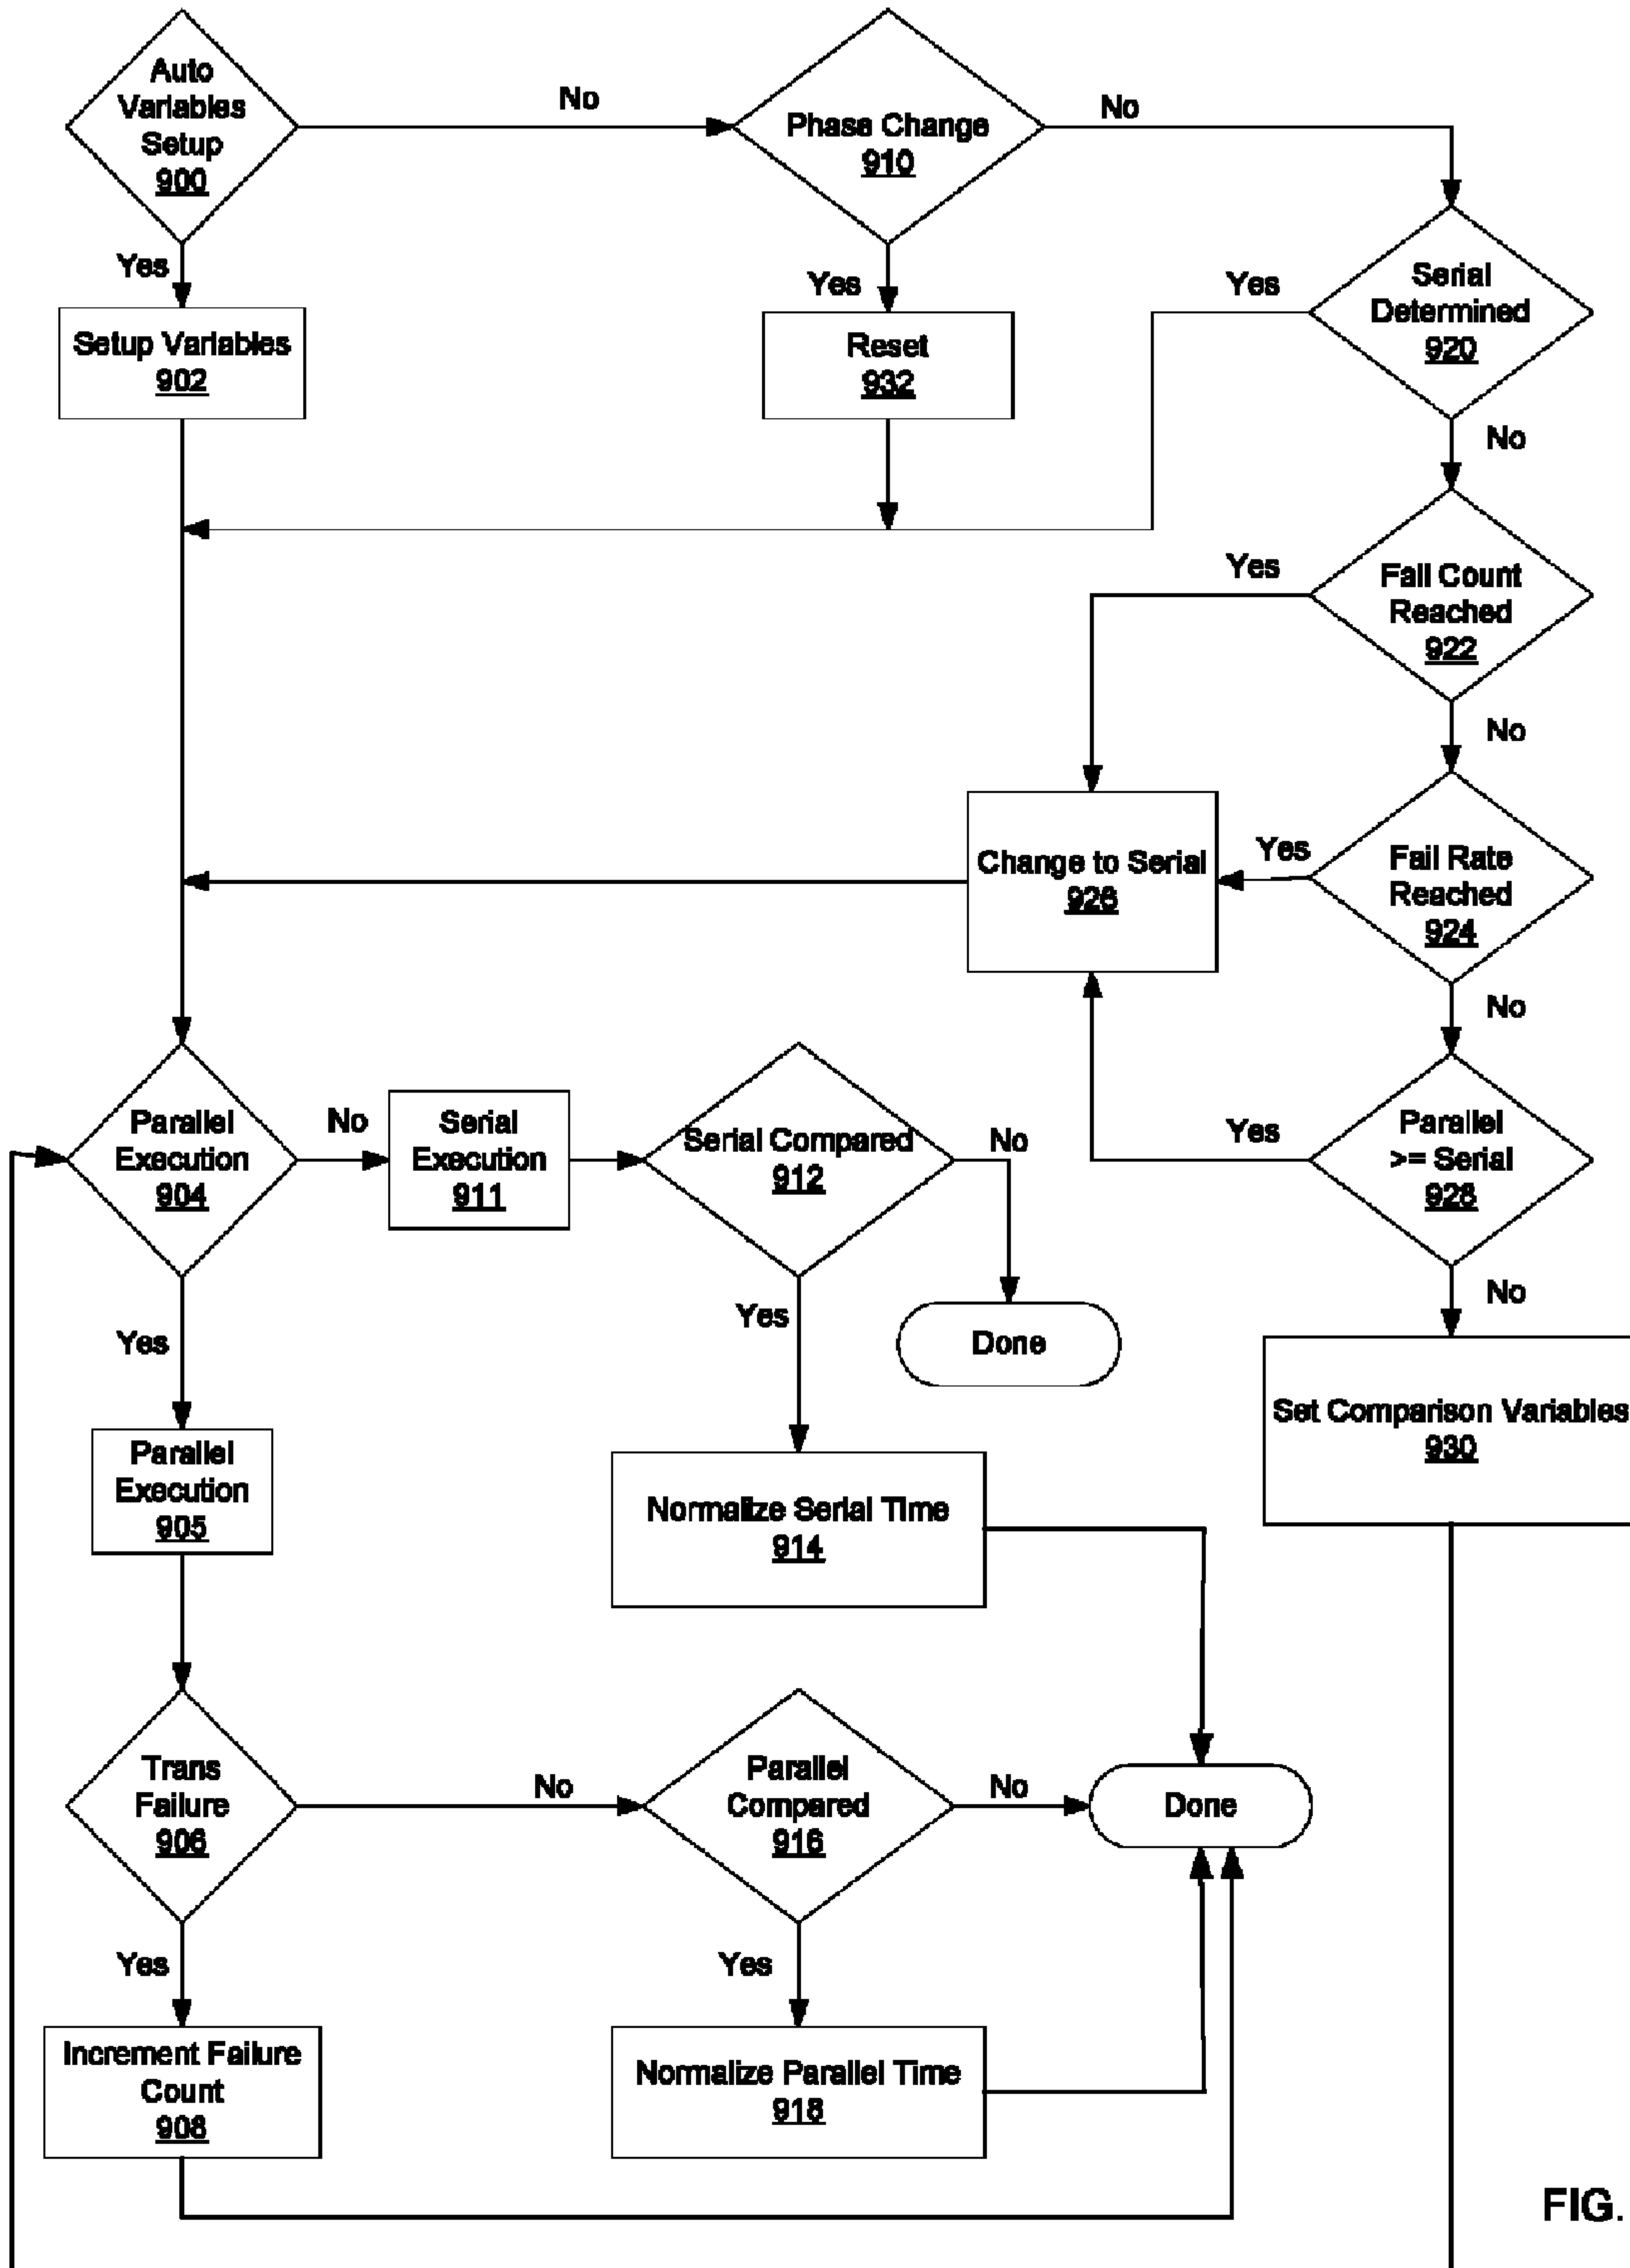 Auto
Variables
Setup
900
No
Phase Change
910
No
Yes
Setup Variables
902
Yes
Reset
932
Yes
Serial
Determined
920
No
Yes
Fail Count
Reached
922
No
Change to Serial
926
Yes
Fail Rate
Reached
924
No
Parallel
Execution
904
No
Serial
Execution
911
Serial Compared
912
No
Yes
Parallel
>= Serial
928
Yes
Yes
Done
No
Set Comparison Variables
930
Parallel
Execution
905
Normalize Serial Time
914
Trans
Failure
906
No
Parallel
Compared
916
No
Done
Yes
Yes
Increment Failure
Count
908
Normalize Parallel Time
918
FIG.